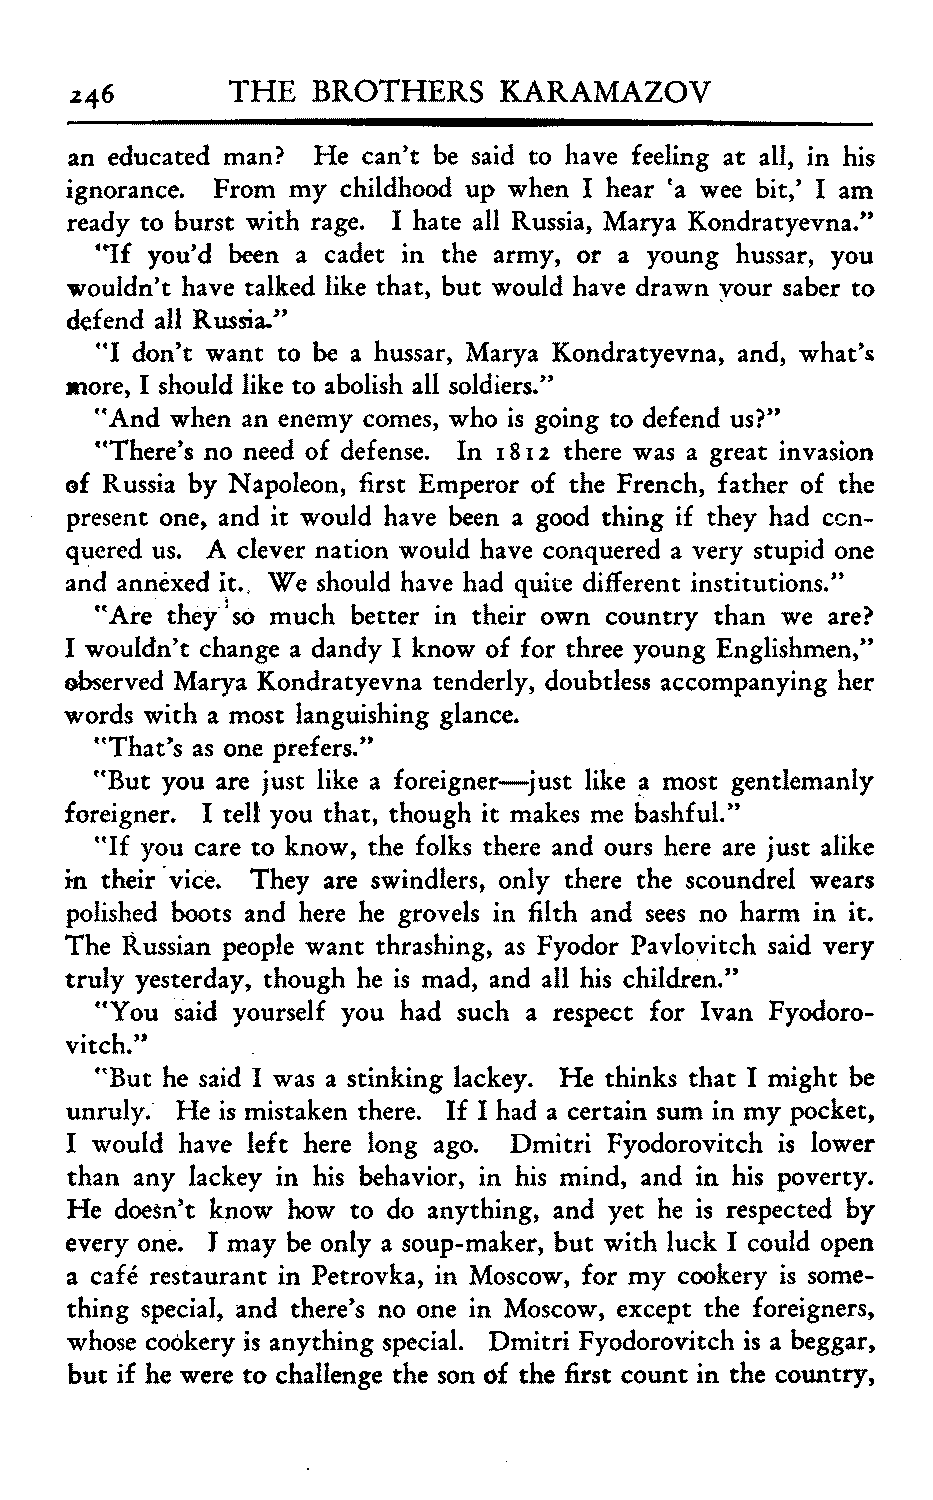 246 THE BROTHERS KARAMAZOV
an educated man? He can't be said to have feeling at all, in his
ignorance. From my childhood up when I hear 'a wee bit,' I am
ready to burst with rage. I hate all Russia, Marya Kondratyevna."
"If you'd been a cadet in the army, or a young hussar, you
wouldn't have talked like that, but would have drawn your saber to
defend all Russia."
"I don't want to be a hussar, Marya Kondratyevna, and, what's
more, I should like to abolish all soldiers."
"And when an enemy comes, who is going to defend us?"
"There's no need of defense. In 1812 there was a great invasion
of Russia by Napoleon, first Emperor of the French, father of the
present one, and it would have been a good thing if they had con-
quered us. A clever nation would have conquered a very stupid one
and annexed it. We should have had quite different institutions."
"Are they so much better in their own country than we are?
I wouldn't change a dandy I know of for three young Englishmen,"
observed Marya Kondratyevna tenderly, doubtless accompanying her
words with a most languishing glance.
"That's as one prefers."
"But you are just like a foreigner—just like a most gentlemanly
foreigner. I tell you that, though it makes me bashful."
"If you care to know, the folks there and ours here are just alike
in their vice. They are swindlers, only there the scoundrel wears
polished boots and here he grovels in filth and sees no harm in it.
The Russian people want thrashing, as Fyodor Pavlovitch said very
truly yesterday, though he is mad, and all his children."
"You said yourself you had such a respect for Ivan Fyodoro-
vitch."
"But he said I was a stinking lackey. He thinks that I might be
unruly. He is mistaken there. If I had a certain sum in my pocket,
I would have left here long ago. Dmitri Fyodorovitch is lower
than any lackey in his behavior, in his mind, and in his poverty.
He doesn't know how to do anything, and yet he is respected by
every one. I may be only a soup-maker, but with luck I could open
a café restaurant in Petrovka, in Moscow, for my cookery is some-
thing special, and there's no one in Moscow, except the foreigners,
whose cookery is anything special. Dmitri Fyodorovitch is a beggar,
but if he were to challenge the son of the first count in the country,